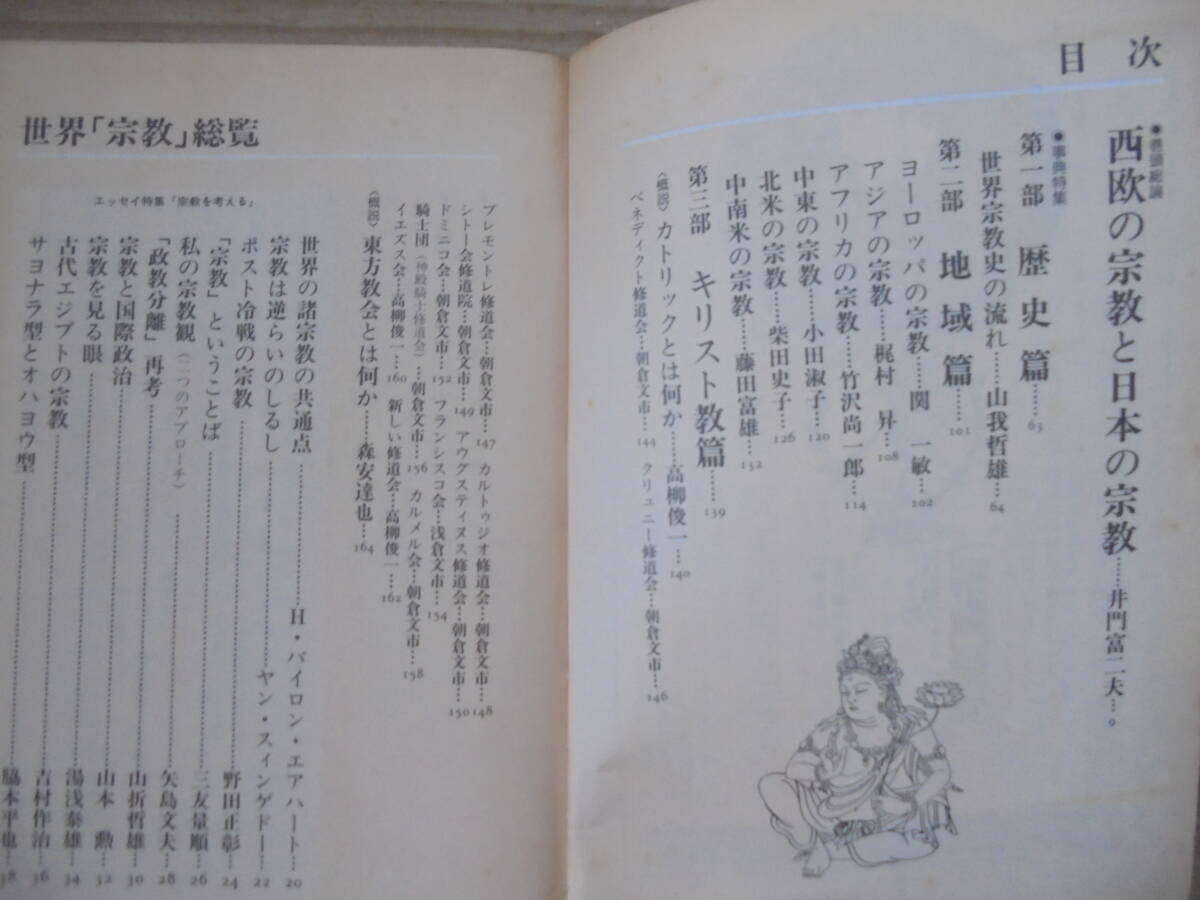 目次
●巻頭総論
西欧の宗教と日本の宗教……井門富二夫…9
●事典特集
第一部 歴史篇……63
世界宗教史の流れ……山我哲雄…64
第二部 地域篇……101
ヨーロッパの宗教……関 一敏…102
アジアの宗教……梶村 昇…108
アフリカの宗教……竹沢尚一郎…114
中東の宗教……小田淑子…120
北米の宗教……柴田史子…126
中南米の宗教……藤田富雄…132
第三部 キリスト教篇……139
〈概説〉カトリックとは何か……高柳俊一…140
ベネディクト修道会…朝倉文市…144 クリュニー修道会…朝倉文市…146
プレモントレ修道会…朝倉文市…147 カルトゥジオ修道会…朝倉文市…148
シトー会修道院…朝倉文市…149 アウグスティヌス修道会…朝倉文市…150
ドミニコ会…朝倉文市…152 フランシスコ会…浅倉文市…154
騎士団(神殿騎士修道会)…朝倉文市…156 カルメル会…朝倉文市…158
イエズス会…高柳俊一…160 新しい修道会…高柳俊一…162
〈概説〉東方教会とは何か……森安達也…164
世界「宗教」総覧
エッセイ特集「宗教を考える」
世界の諸宗教の共通点……H・バイロン・エアハート…20
宗教は逆らいのしるし……ヤン・スィンゲドー…22
ポスト冷戦の宗教……野田正彰…24
「宗教」ということば……三友量順…26
私の宗教観(二つのアプローチ)……矢島文夫…28
「政教分離」再考……山折哲雄…30
宗教と国際政治……山本 勲…32
宗教を見る眼……湯浅泰雄…34
古代エジプトの宗教……吉村作治…36
サヨナラ型とオハヨウ型……脇本平也…38